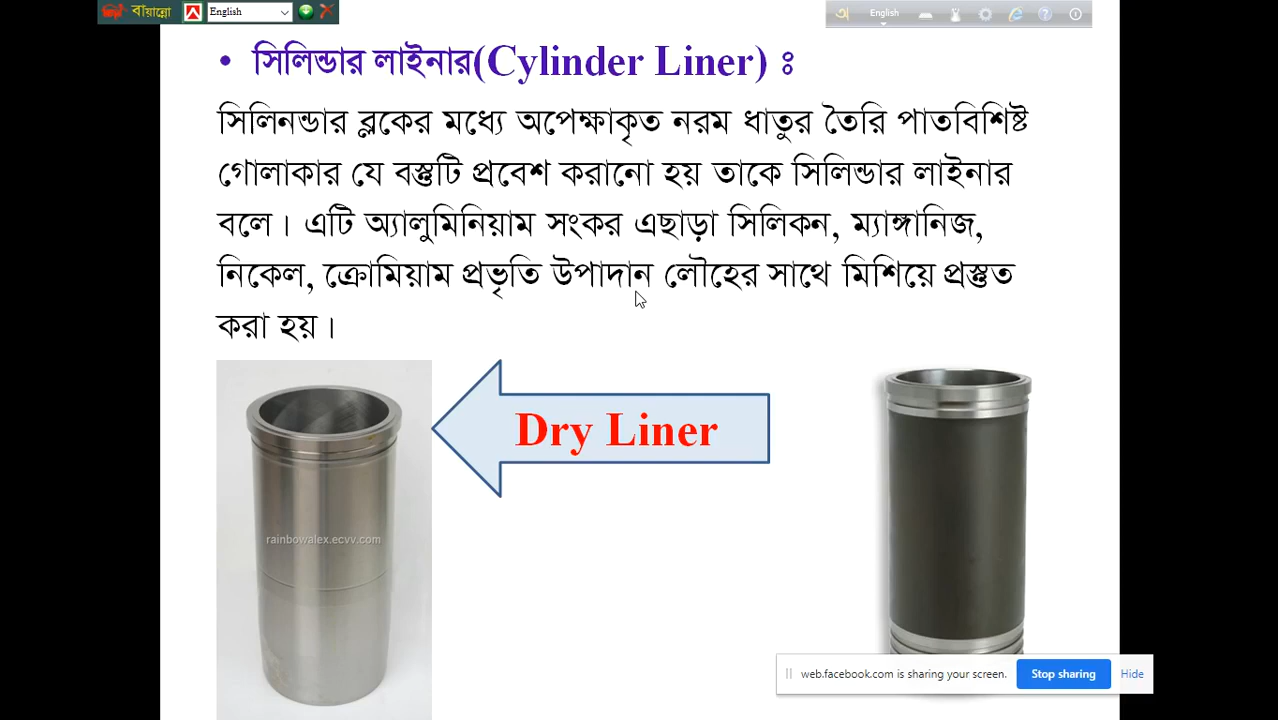 বায়ান্নো
English
অ English
• সিলিন্ডার লাইনার(Cylinder Liner) ঃ
সিলিনন্ডার ব্লকের মধ্যে অপেক্ষাকৃত নরম ধাতুর তৈরি পাতবিশিষ্ট
গোলাকার যে বস্তুটি প্রবেশ করানো হয় তাকে সিলিন্ডার লাইনার
বলে। এটি অ্যালুমিনিয়াম সংকর এছাড়া সিলিকন, ম্যাঙ্গানিজ,
নিকেল, ক্রোমিয়াম প্রভৃতি উপাদান লৌহের সাথে মিশিয়ে প্রস্তুত
করা হয়।
Dry Liner
rainbowalex.ecvv.com
web.facebook.com is sharing your screen. Stop sharing Hide